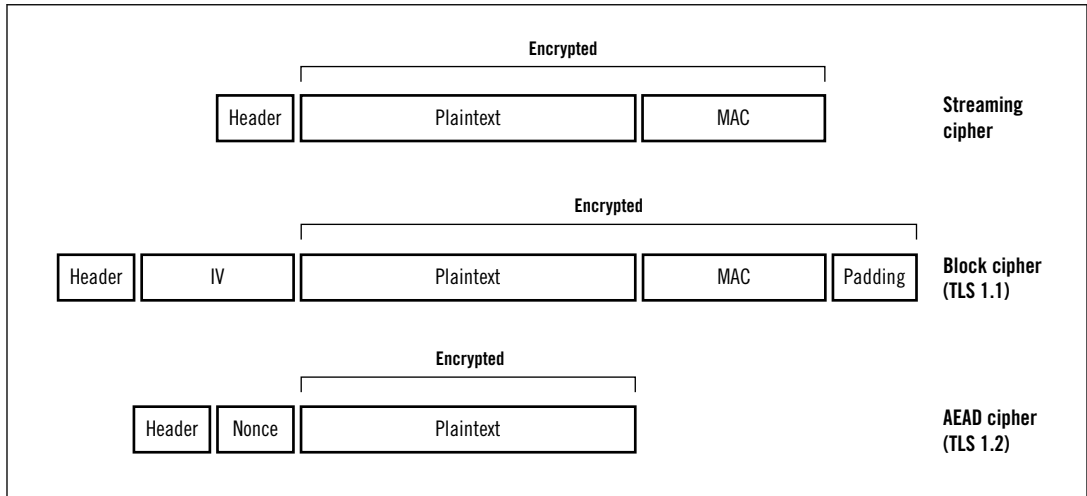 Encrypted
Header Plaintext MAC
Streaming
cipher
Encrypted
Header IV Plaintext MAC Padding
Block cipher
(TLS 1.1)
Encrypted
Header Nonce Plaintext
AEAD cipher
(TLS 1.2)